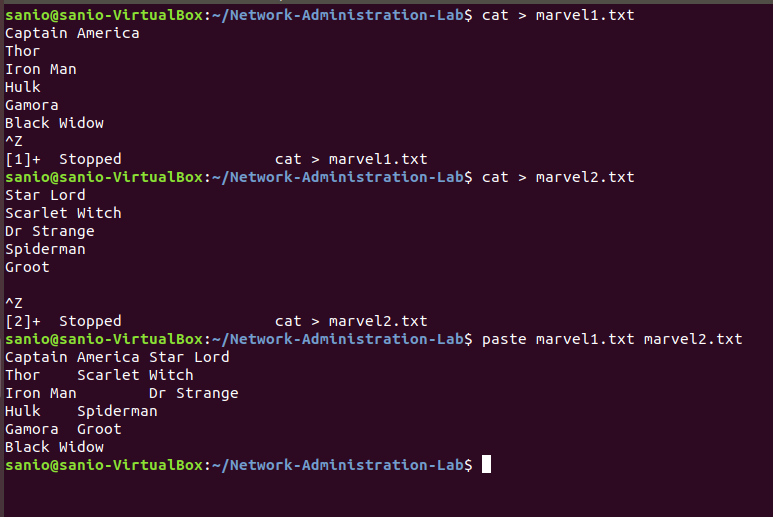 sanio@sanio-VirtualBox:~/Network-Administration-Lab$ cat > marvel1.txt
Captain America
Thor
Iron Man
Hulk
Gamora
Black Widow
^Z
[1]+  Stopped                 cat > marvel1.txt
sanio@sanio-VirtualBox:~/Network-Administration-Lab$ cat > marvel2.txt
Star Lord
Scarlet Witch
Dr Strange
Spiderman
Groot

^Z
[2]+  Stopped                 cat > marvel2.txt
sanio@sanio-VirtualBox:~/Network-Administration-Lab$ paste marvel1.txt marvel2.txt
Captain America Star Lord
Thor    Scarlet Witch
Iron Man        Dr Strange
Hulk    Spiderman
Gamora  Groot
Black Widow
sanio@sanio-VirtualBox:~/Network-Administration-Lab$